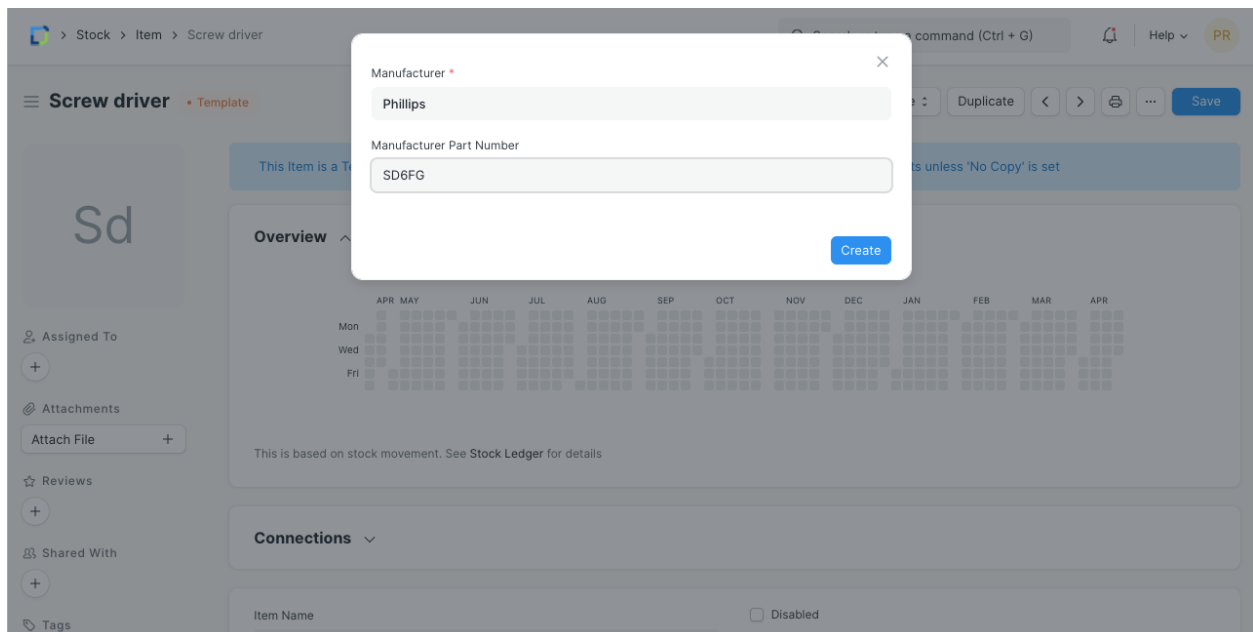 Stock > Item > Screw driver
command (Ctrl + G)
Help
PR
Screw driver
• Template
Duplicate
Save
Manufacturer *
Phillips
Manufacturer Part Number
SD6FG
Create
This Item is a
unless 'No Copy' is set
Sd
Overview
APR MAY JUN JUL AUG SEP OCT NOV DEC JAN FEB MAR APR
Mon
Wed
Fri
This is based on stock movement. See Stock Ledger for details
Assigned To
Attachments
Attach File
Reviews
Shared With
Tags
Connections
Item Name
Disabled